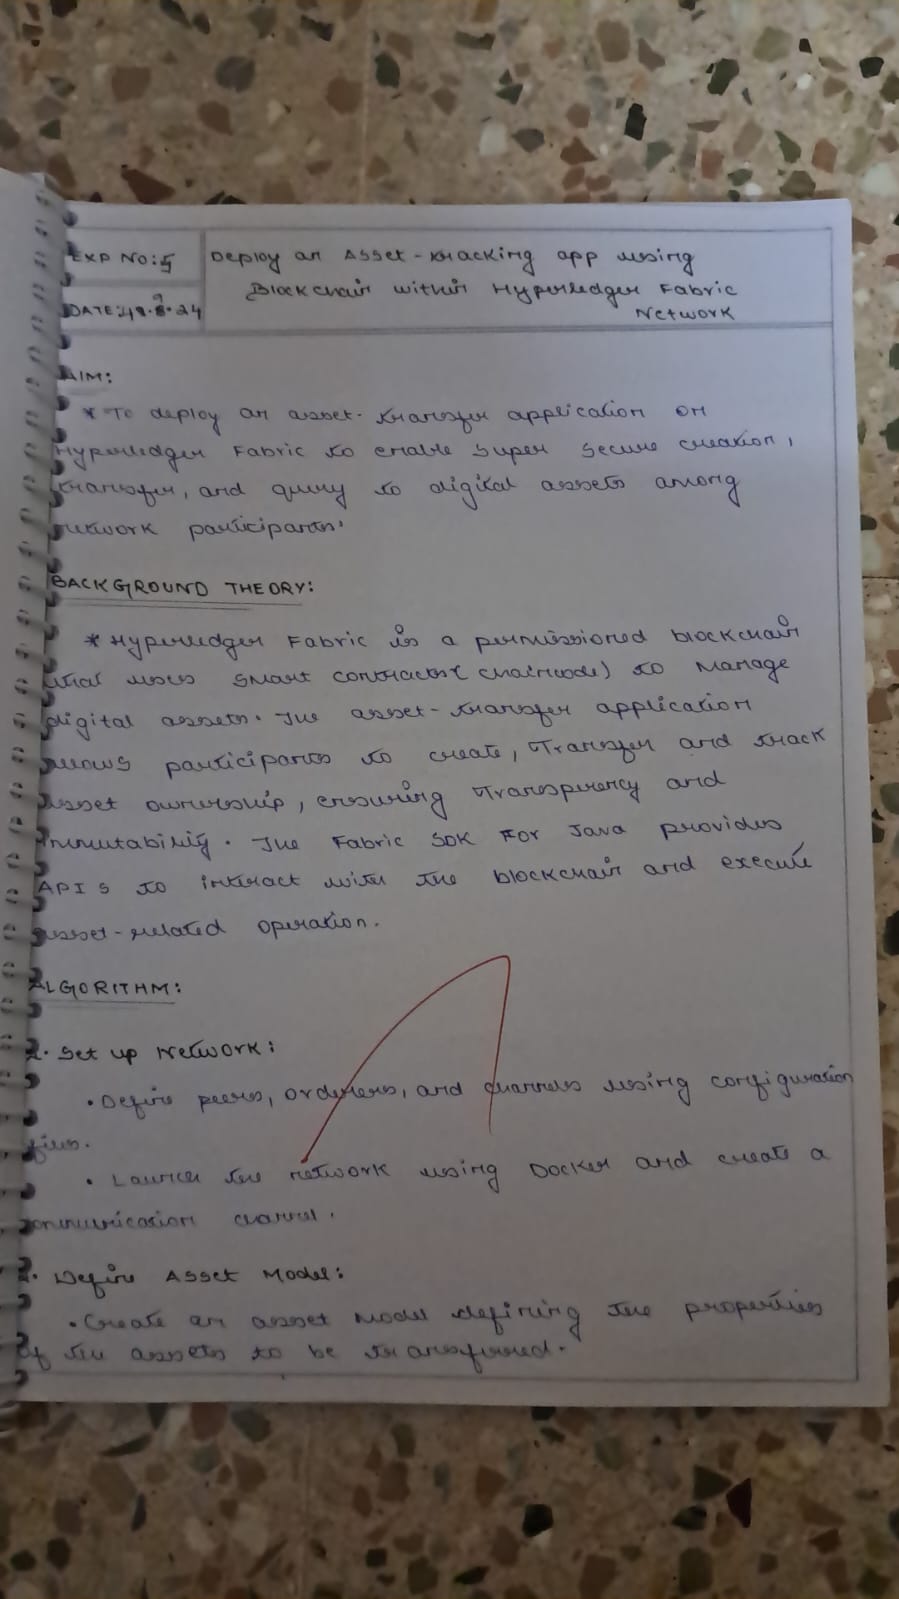 EXP NO: 5
Deploy an Asset-tracking app using
Blockchain within Hyperledger Fabric
Network
DATE: 9.24
AIM:
* To deploy an asset-transfer application on
Hyperledger Fabric to enable super secure creation,
transfer, and query to digital assets among
network participants.
BACKGROUND THEORY:
* Hyperledger Fabric is a permissioned blockchain
that uses smart contracts (chaincode) to manage
digital assets. The asset-transfer application
allows participants to create, transfer and track
asset ownership, ensuring transparency and
immutability. The Fabric SDK For Java provides
API s to interact with the blockchain and execute
asset-related operation.
ALGORITHM:
1. Set up Network:
• Define peers, orderers, and channels using configuration
files.
• Launch the network using Docker and create a
communication channel.
2. Define Asset Model:
• Create an asset model defining the properties
of the assets to be transferred.